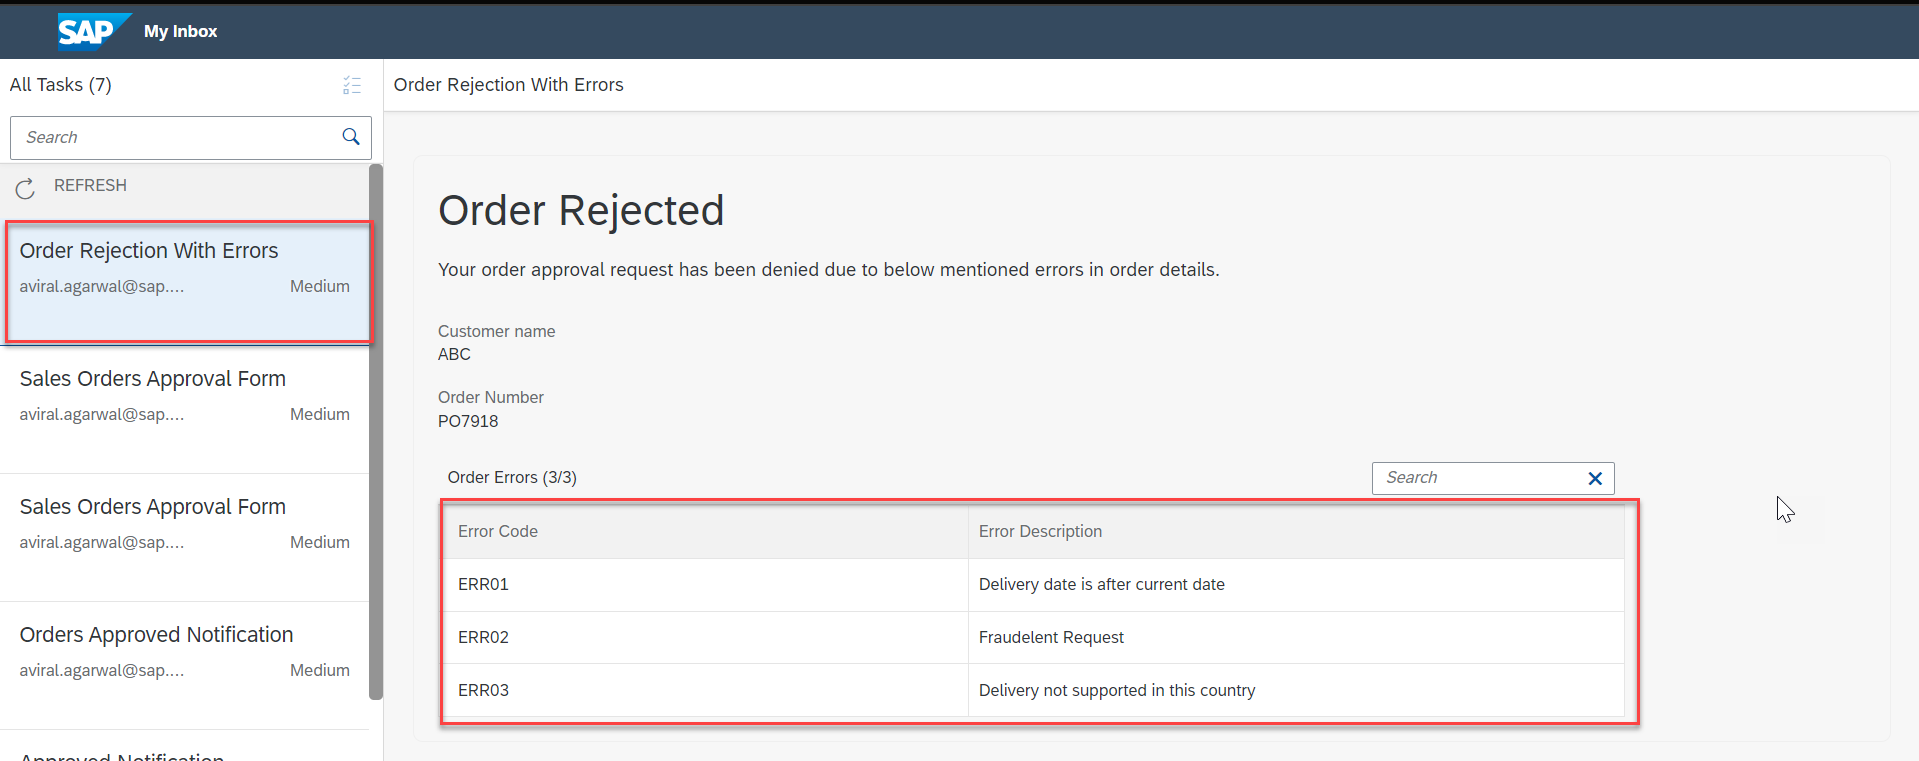 SAP My Inbox
All Tasks (7)
Search
REFRESH
Order Rejection With Errors
aviral.agarwal@sap.... Medium
Sales Orders Approval Form
aviral.agarwal@sap.... Medium
Sales Orders Approval Form
aviral.agarwal@sap.... Medium
Orders Approved Notification
aviral.agarwal@sap.... Medium
Approved Notification
Order Rejection With Errors
Order Rejected
Your order approval request has been denied due to below mentioned errors in order details.
Customer name
ABC
Order Number
PO7918
Order Errors (3/3) Search
Error Code Error Description
ERR01 Delivery date is after current date
ERR02 Fraudelent Request
ERR03 Delivery not supported in this country